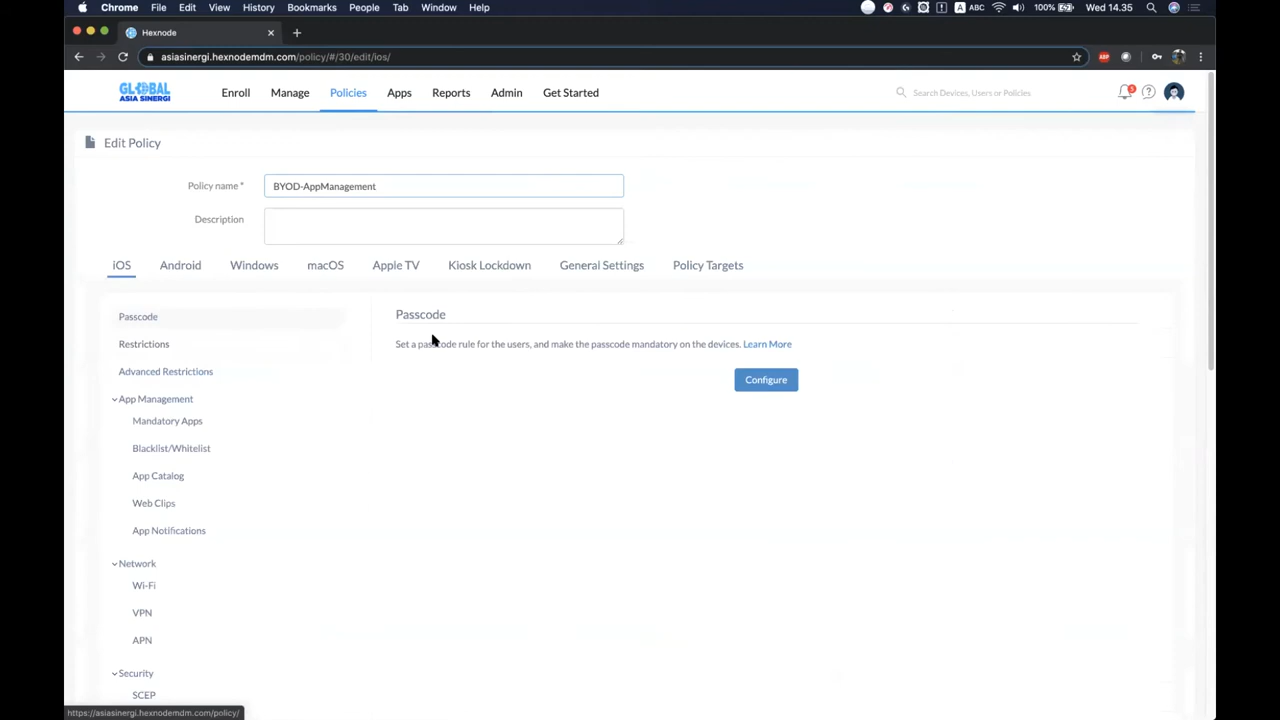 Chrome File Edit View History Bookmarks People Tab Window Help A ABC 100% Wed 14.35
Hexnode
asiasinergi.hexnodemdm.com/policy/#/30/edit/ios/ ABP
GLOBAL
ASIA SINERGI
Enroll Manage Policies Apps Reports Admin Get Started Search Devices, Users or Policies
Edit Policy
Policy name * BYOD-AppManagement
Description
iOS Android Windows macOS Apple TV Kiosk Lockdown General Settings Policy Targets
Passcode
Restrictions
Advanced Restrictions
App Management
Mandatory Apps
Blacklist/Whitelist
App Catalog
Web Clips
App Notifications
Network
Wi-Fi
VPN
APN
Security
SCEP
Passcode
Set a passcode rule for the users, and make the passcode mandatory on the devices. Learn More
Configure
https://asiasinergi.hexnodemdm.com/policy/